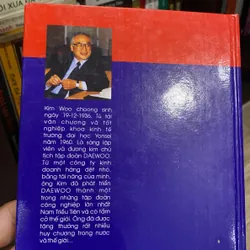 Kim Woo choong sinh
ngày 19-12-1936. Tú tài
văn chương và tốt
nghiệp khoa kinh tế
trường đại học Yonsei
năm 1960. Là sáng lập
viên và đương kim chủ
tịch tập đoàn DAEWOO.
Từ một công ty kinh
doanh hàng dệt nhỏ,
bằng tài năng của mình,
ông Kim đã phát triển
DAEWOO thành một
trong những tập đoàn
công nghiệp lớn nhất
Nam Triều Tiên và có tầm
cỡ thế giới. Ông đã được
tặng thưởng rất nhiều
huy chương trong nước
và thế giới...